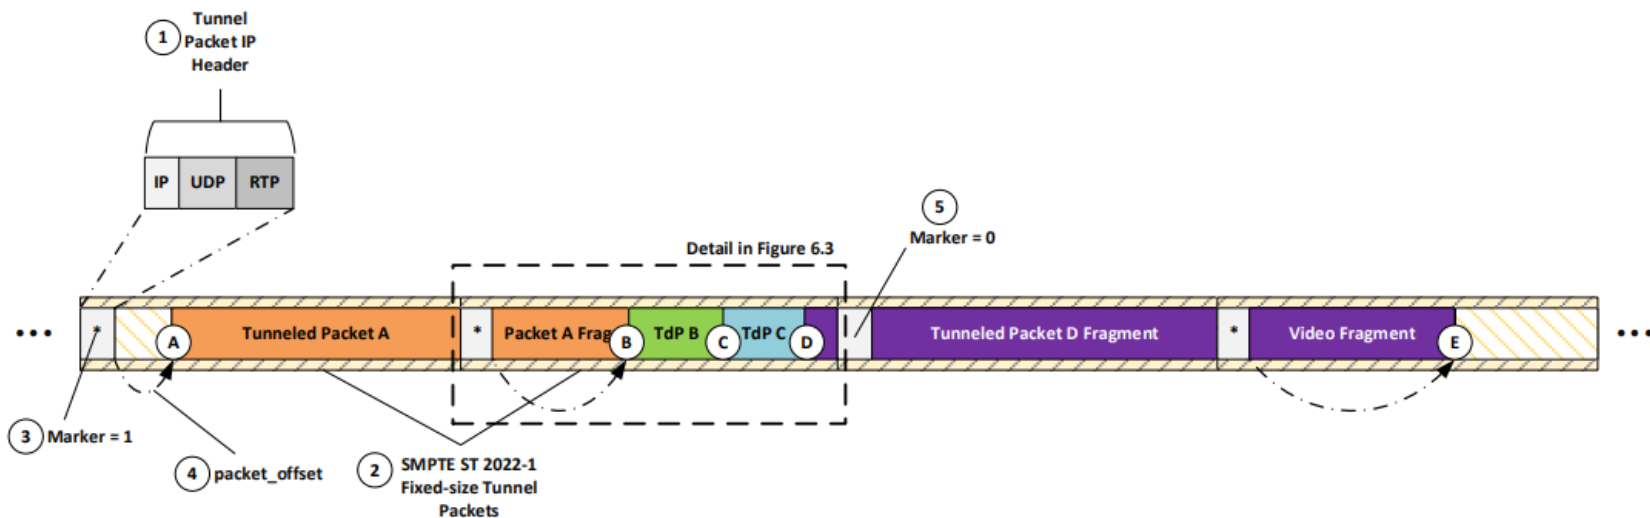 1
Tunnel
Packet IP
Header
IP UDP RTP
5
Marker = 0
Detail in Figure 6.3
••• * A Tunneled Packet A * Packet A Frag B TdP B C TdP C D Tunneled Packet D Fragment * Video Fragment E •••
3 Marker = 1
4 packet_offset
2 SMPTE ST 2022-1
Fixed-size Tunnel
Packets